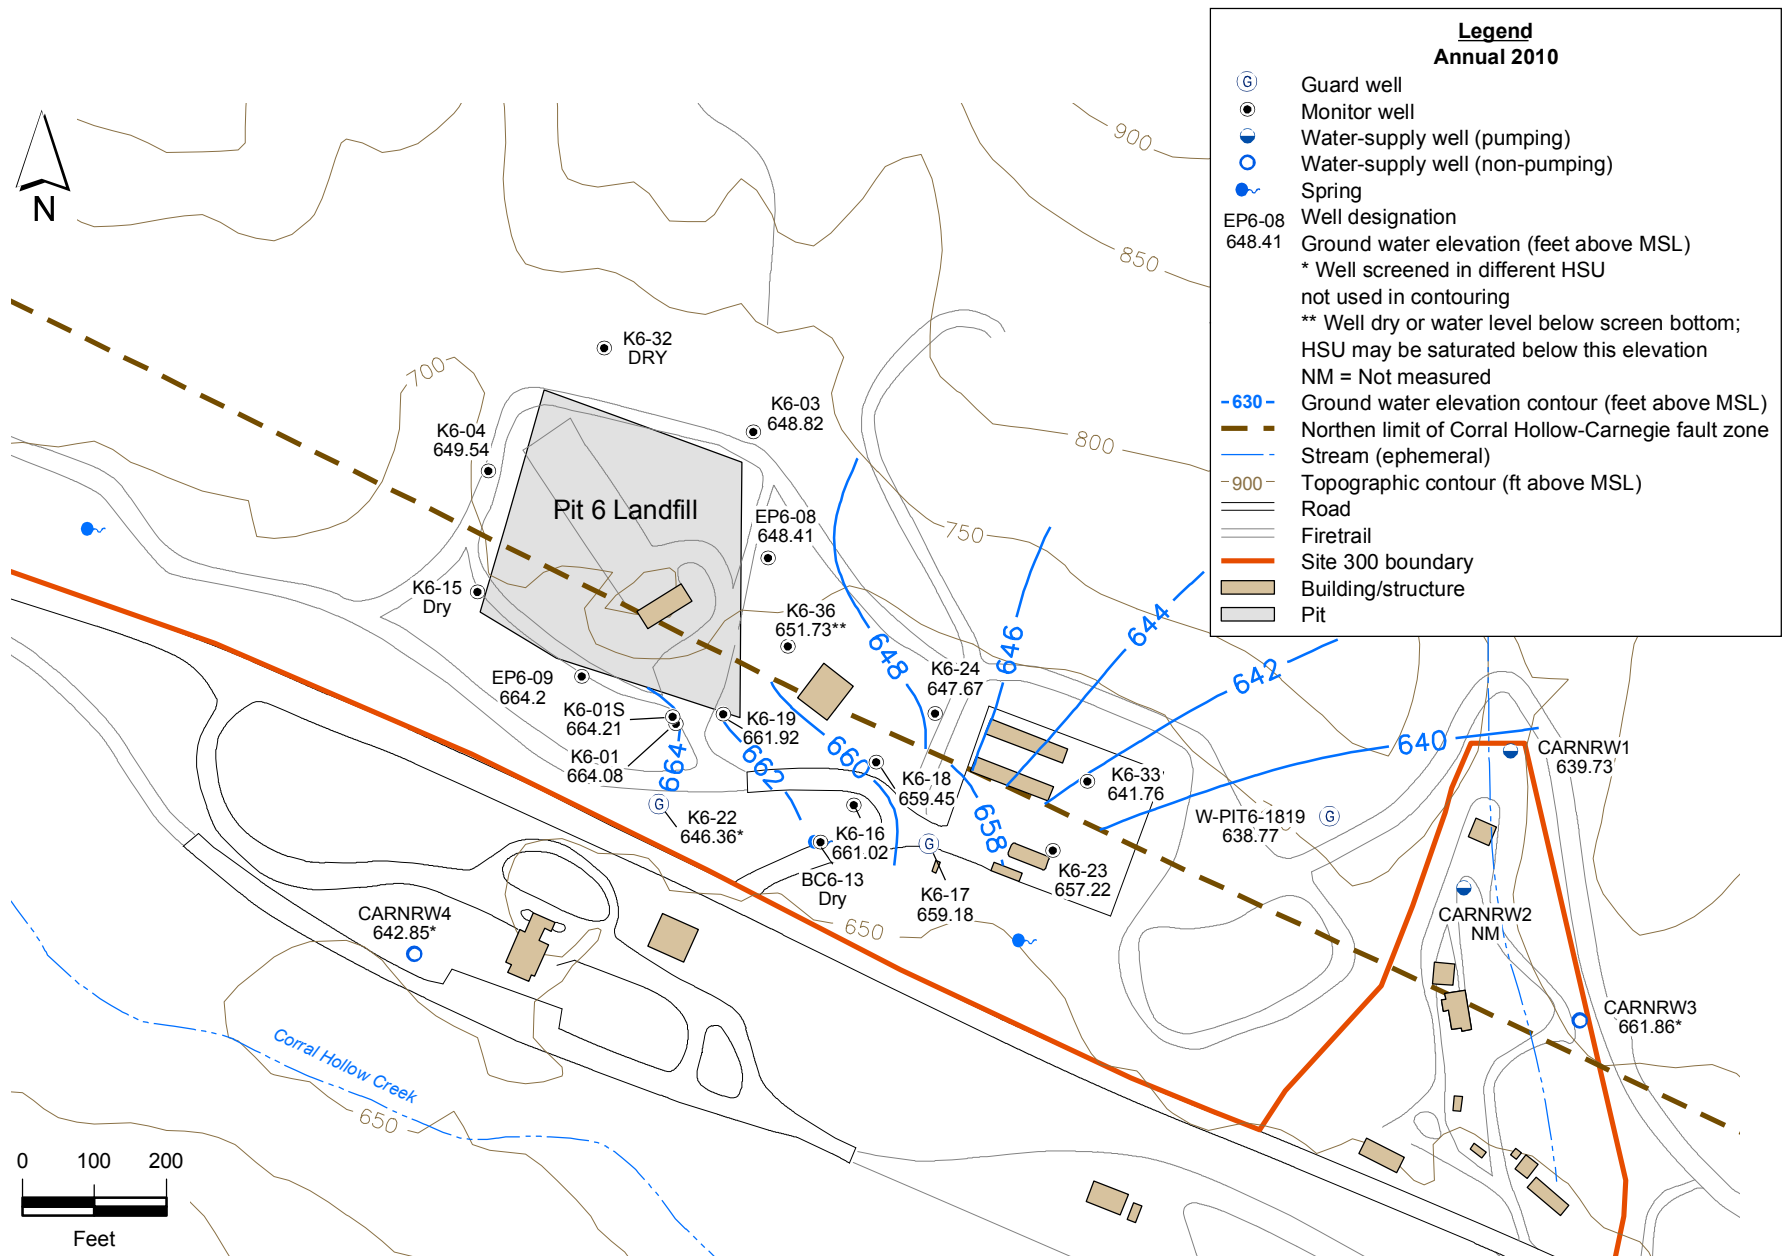 Legend
Annual 2010
G Guard well
Monitor well
Water-supply well (pumping)
Water-supply well (non-pumping)
Spring
EP6-08 Well designation
648.41 Ground water elevation (feet above MSL)
* Well screened in different HSU
not used in contouring
** Well dry or water level below screen bottom;
HSU may be saturated below this elevation
NM = Not measured
630 Ground water elevation contour (feet above MSL)
Northen limit of Corral Hollow-Carnegie fault zone
Stream (ephemeral)
900 Topographic contour (ft above MSL)
Road
Firetrail
Site 300 boundary
Building/structure
Pit
N
900
850
800
750
700
K6-32
DRY
K6-03
648.82
K6-04
649.54
Pit 6 Landfill
EP6-08
648.41
K6-15
Dry
K6-36
651.73**
EP6-09
664.2
K6-01S
664.21
K6-01
664.08
K6-19
661.92
K6-24
647.67
648
646
644
642
640
664
662
660
658
K6-18
659.45
K6-33
641.76
K6-22
646.36*
G
K6-16
661.02
BC6-13
Dry
G
K6-17
659.18
K6-23
657.22
W-PIT6-1819
638.77
G
CARNRW1
639.73
CARNRW2
NM
CARNRW3
661.86*
CARNRW4
642.85*
650
Corral Hollow Creek
650
0 100 200
Feet